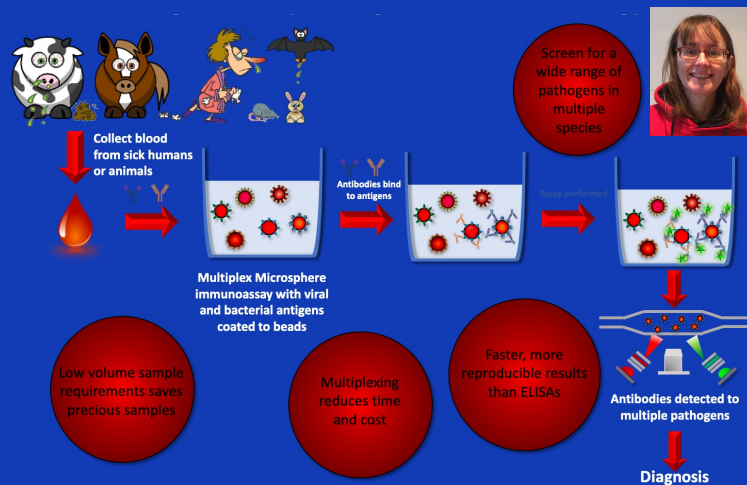 Screen for a
wide range of
pathogens in
multiple
species
Collect blood
from sick humans
or animals
Antibodies bind
to antigens
Assay performed
Multiplex Microsphere
immunoassay with viral
and bacterial antigens
coated to beads
Low volume sample
requirements saves
precious samples
Multiplexing
reduces time
and cost
Faster, more
reproducible results
than ELISAs
Antibodies detected to
multiple pathogens
Diagnosis